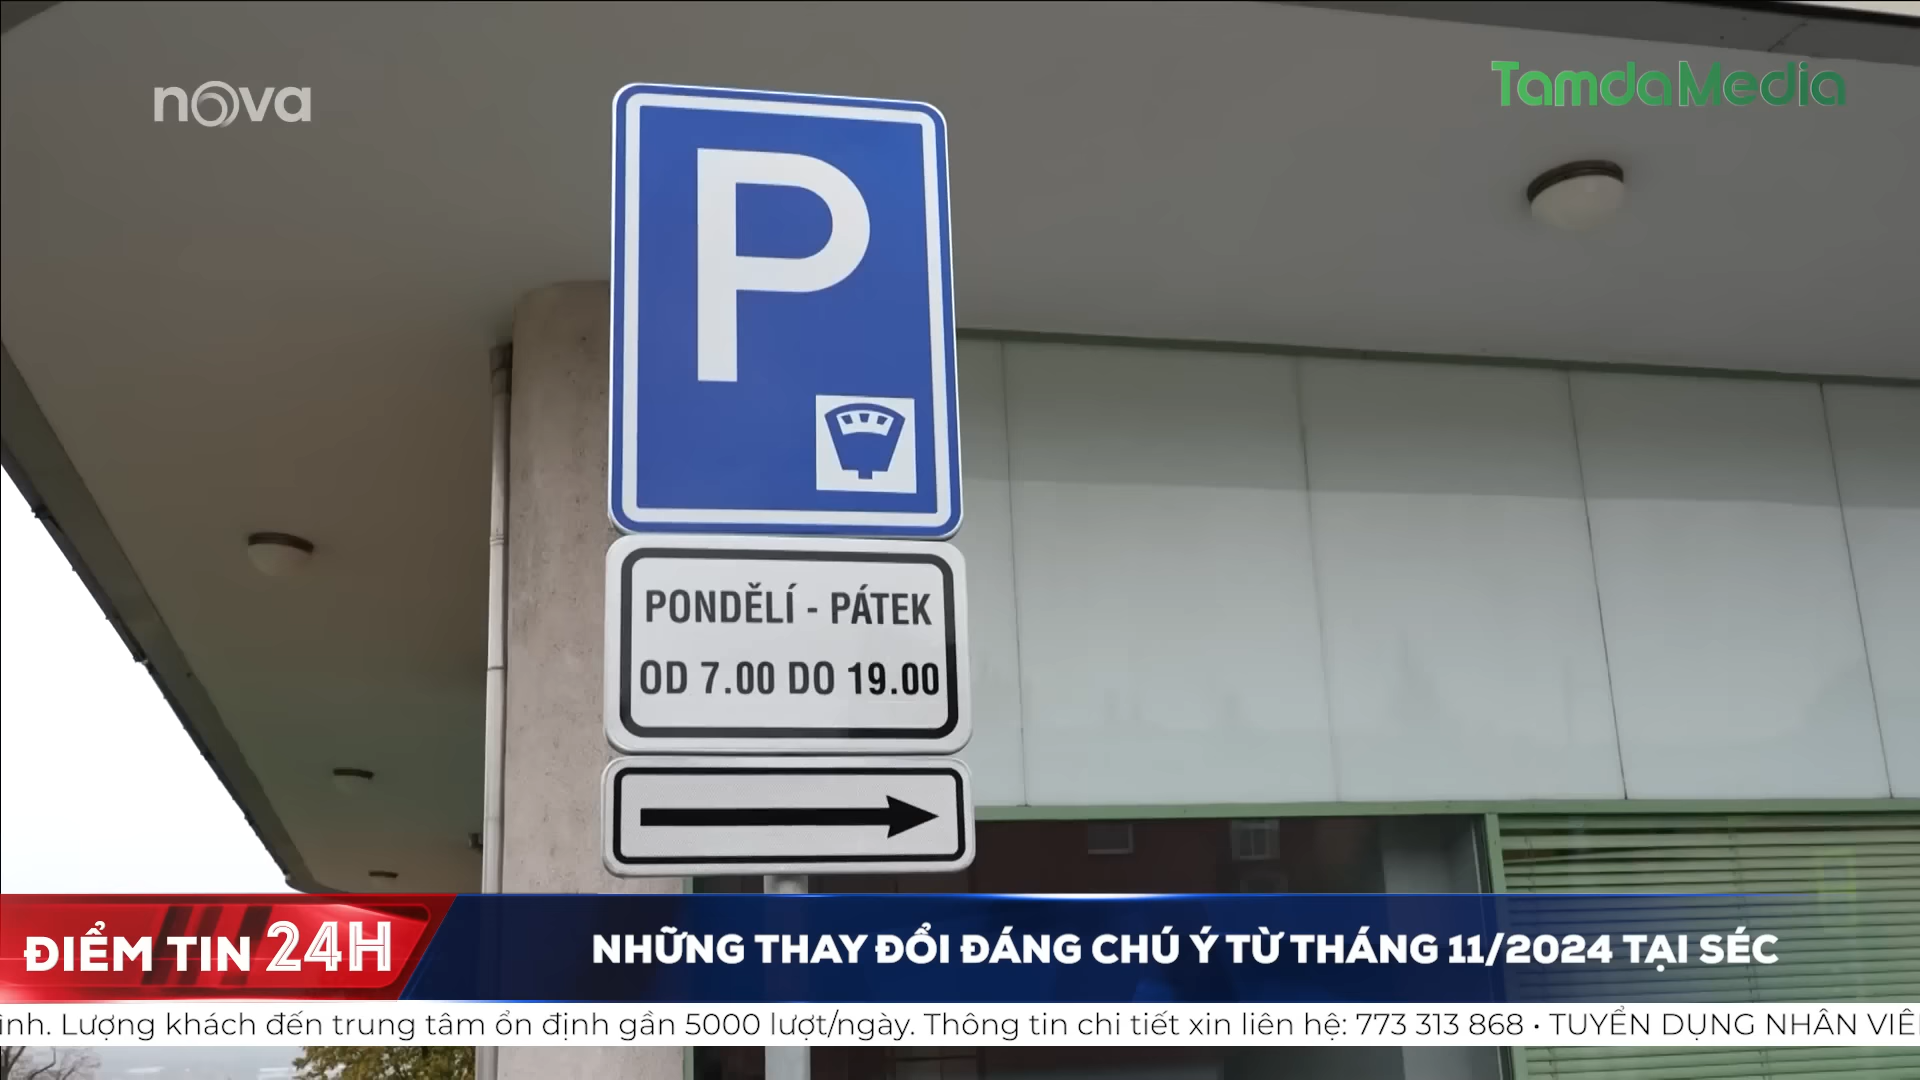 nova
TamdaMedia
P
PONDĚLÍ - PÁTEK
OD 7.00 DO 19.00
ĐIỂM TIN 24H
NHỮNG THAY ĐỔI ĐÁNG CHÚ Ý TỪ THÁNG 11/2024 TẠI SÉC
ình. Lượng khách đến trung tâm ổn định gần 5000 lượt/ngày. Thông tin chi tiết xin liên hệ: 773 313 868 • TUYỂN DỤNG NHÂN VIÊ